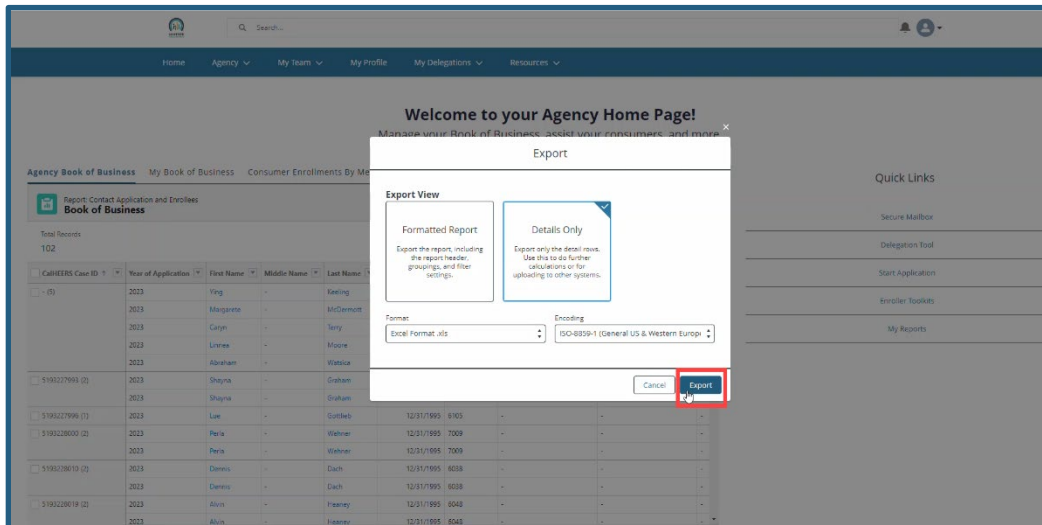 Search...
Home Agency My Team My Profile My Delegations Resources
Welcome to your Agency Home Page!
Manage your Book of Business, assist your consumers, and more
Agency Book of Business My Book of Business Consumer Enrollments By Me
Report: Contact Application and Enrollees
Book of Business
Total Records
102
CalHEERS Case ID Year of Application First Name Middle Name Last Name
- (5) 2023 Ying - Keeling
2023 Margarete - McDermott
2023 Caryn - Terry
2023 Linnea - Moore
2023 Abraham - Watsica
5193227993 (2) 2023 Shayna - Graham
2023 Shayna - Graham
5193227996 (1) 2023 Lue - Gottlieb 12/31/1995 6105 - - -
5193228003 (2) 2023 Perla - Wehner 12/31/1995 7009 - - -
2023 Perla - Wehner 12/31/1995 7009 - - -
5193228010 (2) 2023 Dennis - Dach 12/31/1995 6038 - - -
2023 Dennis - Dach 12/31/1995 6038 - - -
5193228019 (2) 2023 Alvin - Heaney 12/31/1995 6048 - - -
2023 Alvin - Heaney 12/31/1995 6048 - - -
Export
Export View
Formatted Report
Export the report, including
the report header,
groupings, and filter
settings.
Details Only
Export only the detail rows.
Use this to do further
calculations or for
uploading to other systems.
Format
Excel Format .xls
Encoding
ISO-8859-1 (General US & Western Europ
Cancel Export
Quick Links
Secure Mailbox
Delegation Tool
Start Application
Enroller Toolkits
My Reports